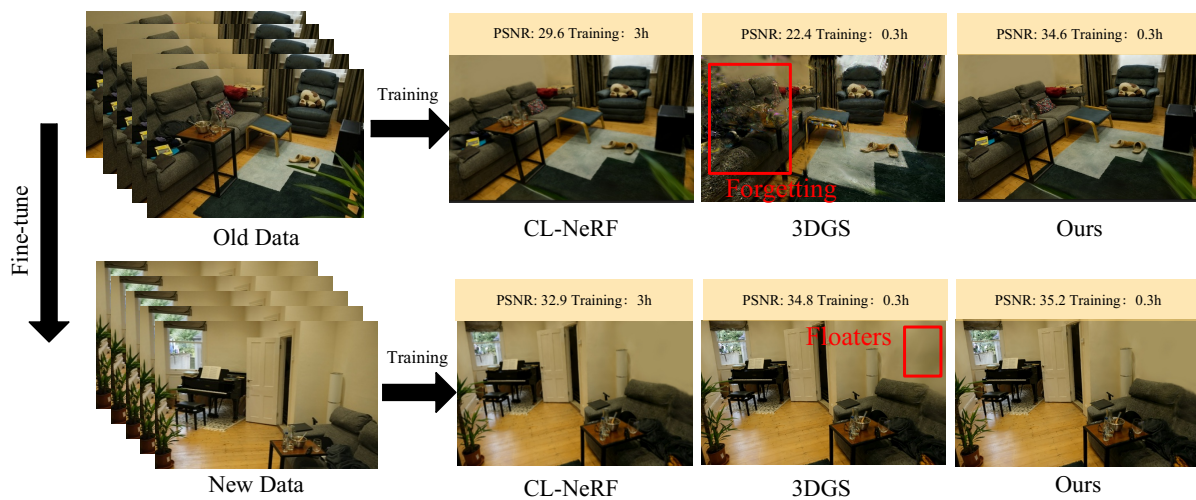 PSNR: 29.6 Training: 3h
PSNR: 22.4 Training: 0.3h
PSNR: 34.6 Training: 0.3h
Training
Forgetting
Old Data
CL-NeRF
3DGS
Ours
Fine-tune
PSNR: 32.9 Training: 3h
PSNR: 34.8 Training: 0.3h
PSNR: 35.2 Training: 0.3h
Floaters
Training
New Data
CL-NeRF
3DGS
Ours